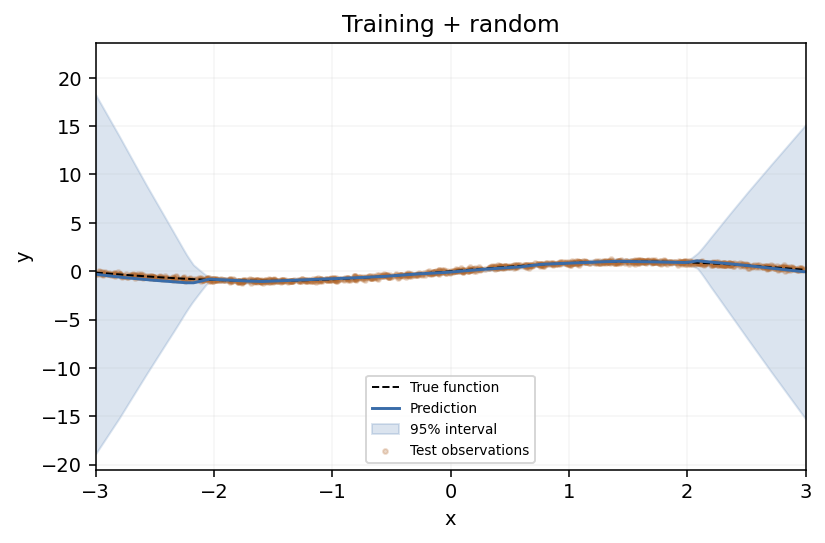 Training + random
20
15
10
5
0
−5
−10
−15
−20
y
True function
Prediction
95% interval
Test observations
−3 −2 −1 0 1 2 3
x